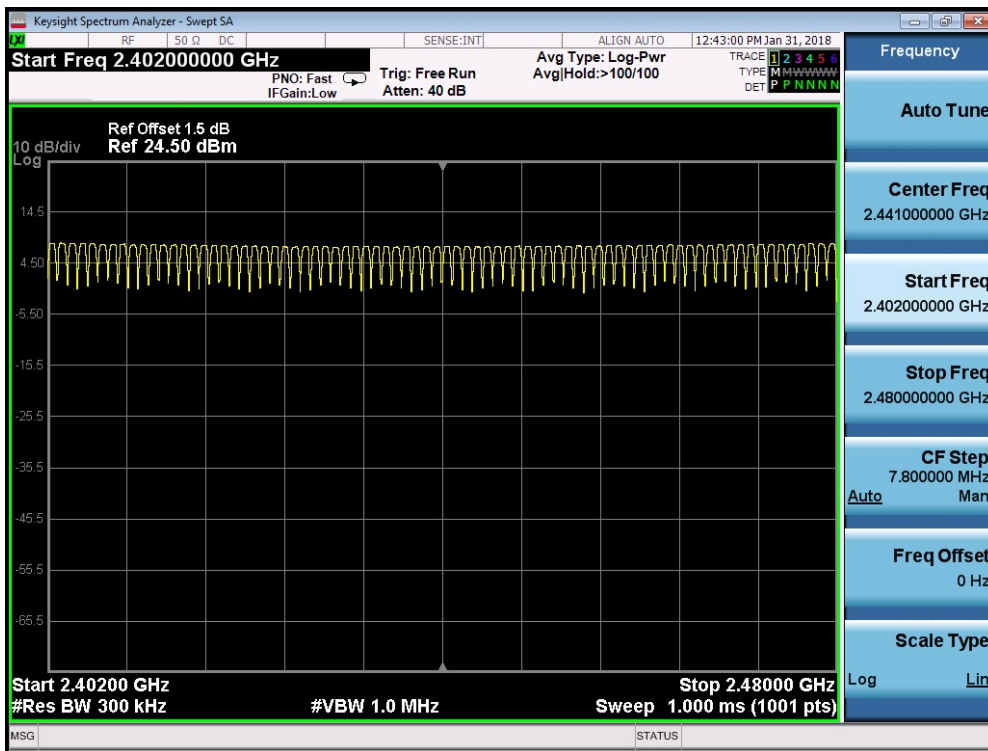 Keysight Spectrum Analyzer - Swept SA
LXI RF 50 Ω DC SENSE:INT ALIGN AUTO 12:43:00 PM Jan 31, 2018
Start Freq 2.402000000 GHz
PNO: Fast
IFGain:Low
Trig: Free Run
Atten: 40 dB
Avg Type: Log-Pwr
Avg|Hold:>100/100
TRACE 1 2 3 4 5 6
TYPE M M W W W W
DET P P N N N N
Ref Offset 1.5 dB
10 dB/div Ref 24.50 dBm
Log
14.5
4.50
-5.50
-15.5
-25.5
-35.5
-45.5
-55.5
-65.5
Start 2.40200 GHz Stop 2.48000 GHz
#Res BW 300 kHz #VBW 1.0 MHz Sweep 1.000 ms (1001 pts)
MSG STATUS
Frequency
Auto Tune
Center Freq
2.441000000 GHz
Start Freq
2.402000000 GHz
Stop Freq
2.480000000 GHz
CF Step
7.800000 MHz
Auto Man
Freq Offset
0 Hz
Scale Type
Log Lin